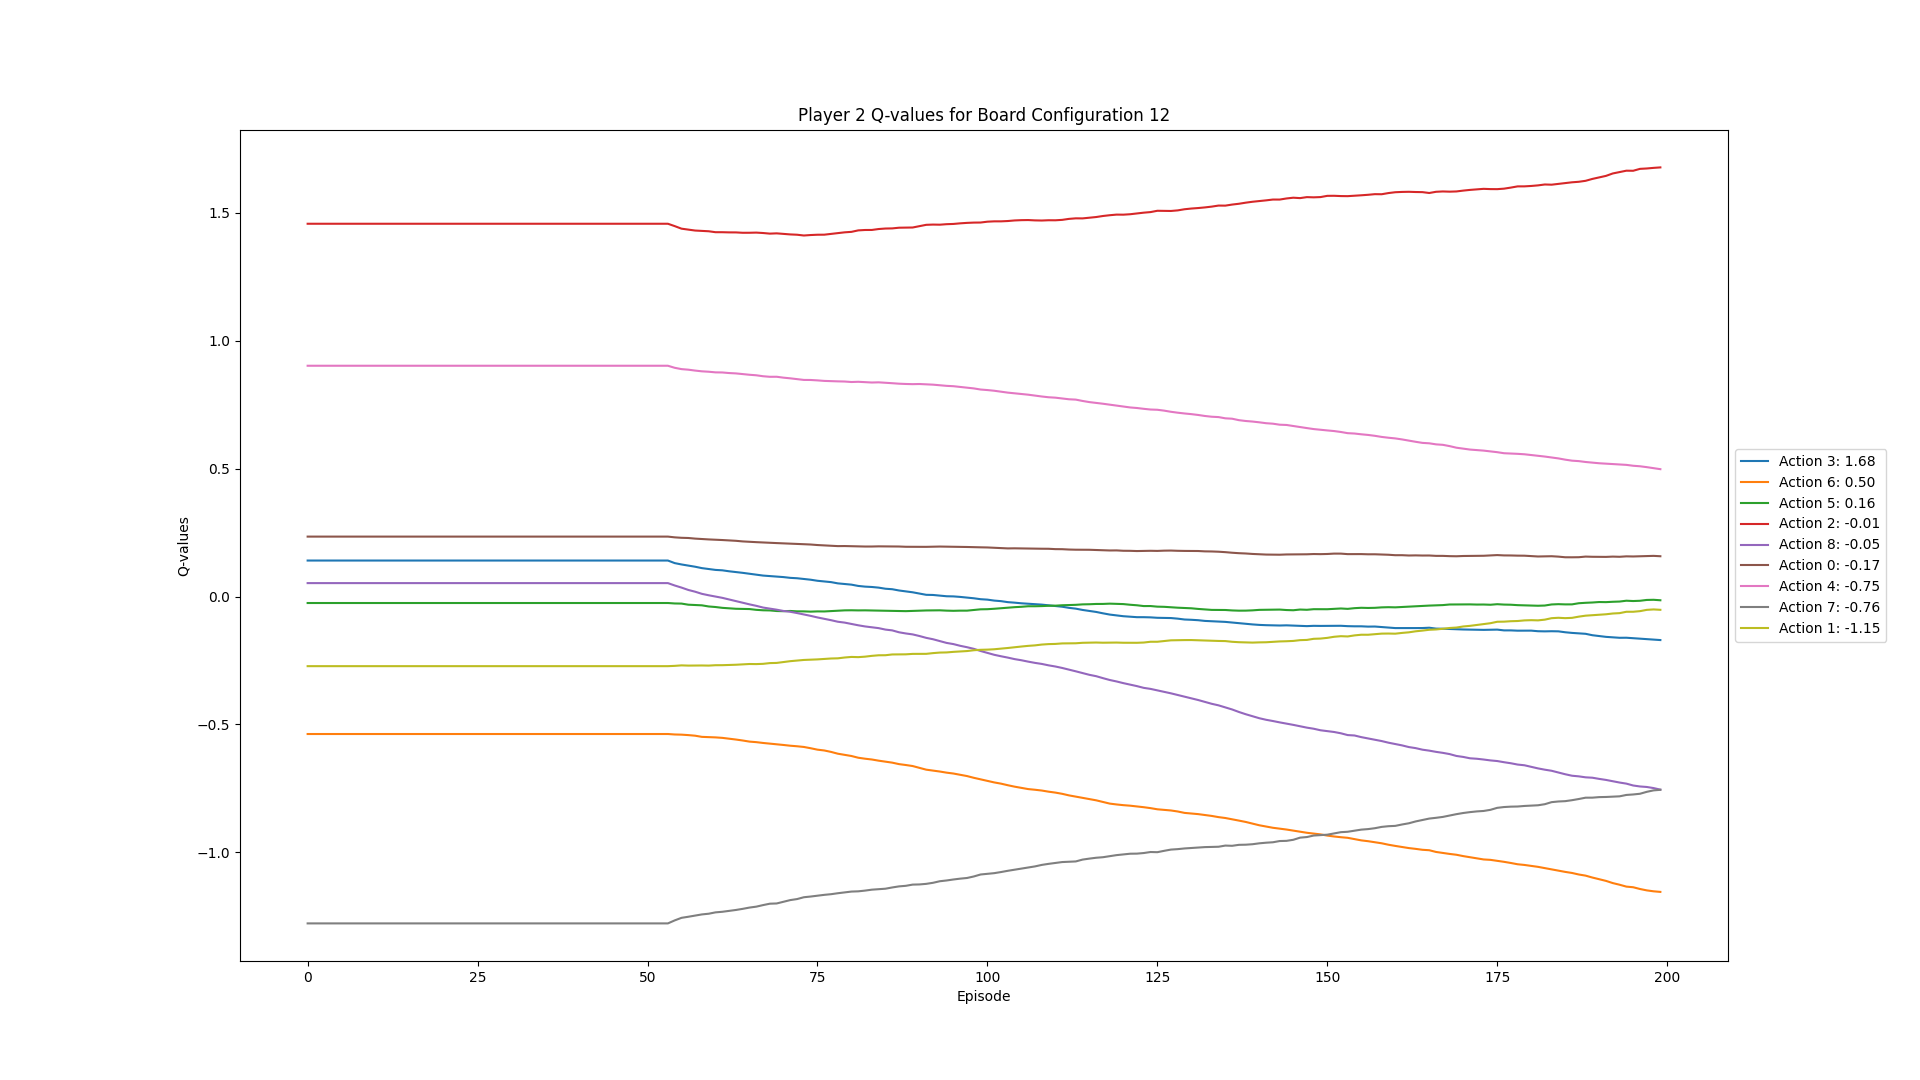 Player 2 Q-values for Board Configuration 12
Q-values
1.5
1.0
0.5
0.0
−0.5
−1.0
0
25
50
75
100
125
150
175
200
Episode
Action 3: 1.68
Action 6: 0.50
Action 5: 0.16
Action 2: -0.01
Action 8: -0.05
Action 0: -0.17
Action 4: -0.75
Action 7: -0.76
Action 1: -1.15